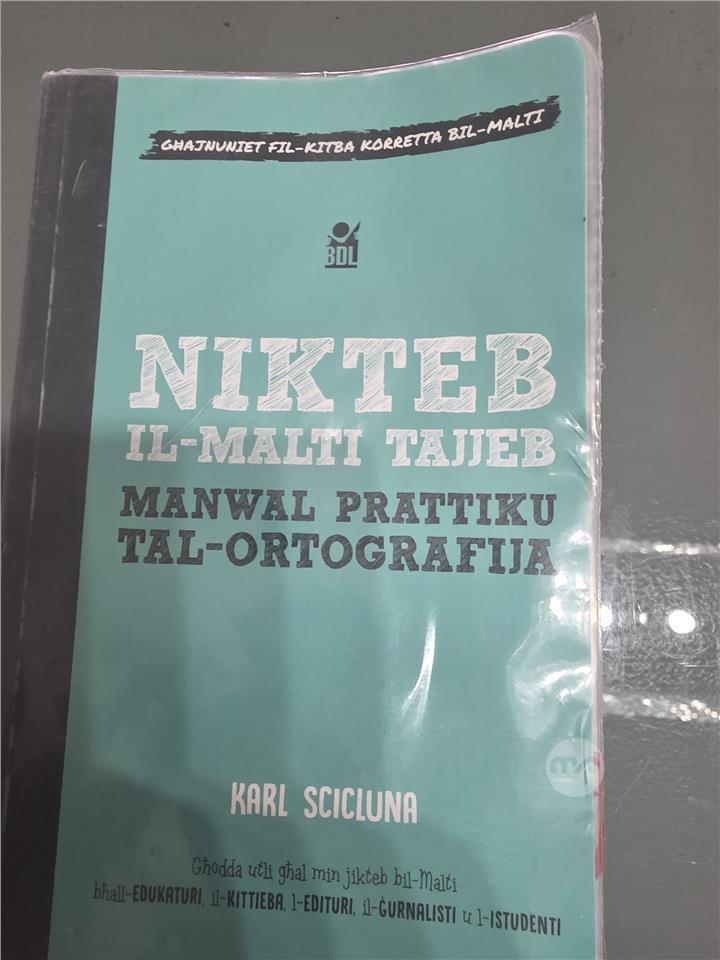 GĦAJNUNIET FIL-KITBA KORRETTA BIL-MALTI
BDL
NIKTEB
IL-MALTI TAJJEB
MANWAL PRATTIKU
TAL-ORTOGRAFIJA
KARL SCICLUNA
Għodda utli għal min jikteb bil-Malti
bħall-EDUKATURI, il-KITTIEBA, l-EDITURI, il-ĠURNALISTI u l-ISTUDENTI